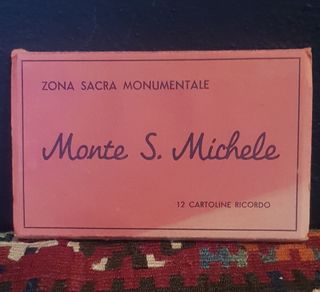 ZONA SACRA MONUMENTALE
Monte S. Michele
12 CARTOLINE RICORDO